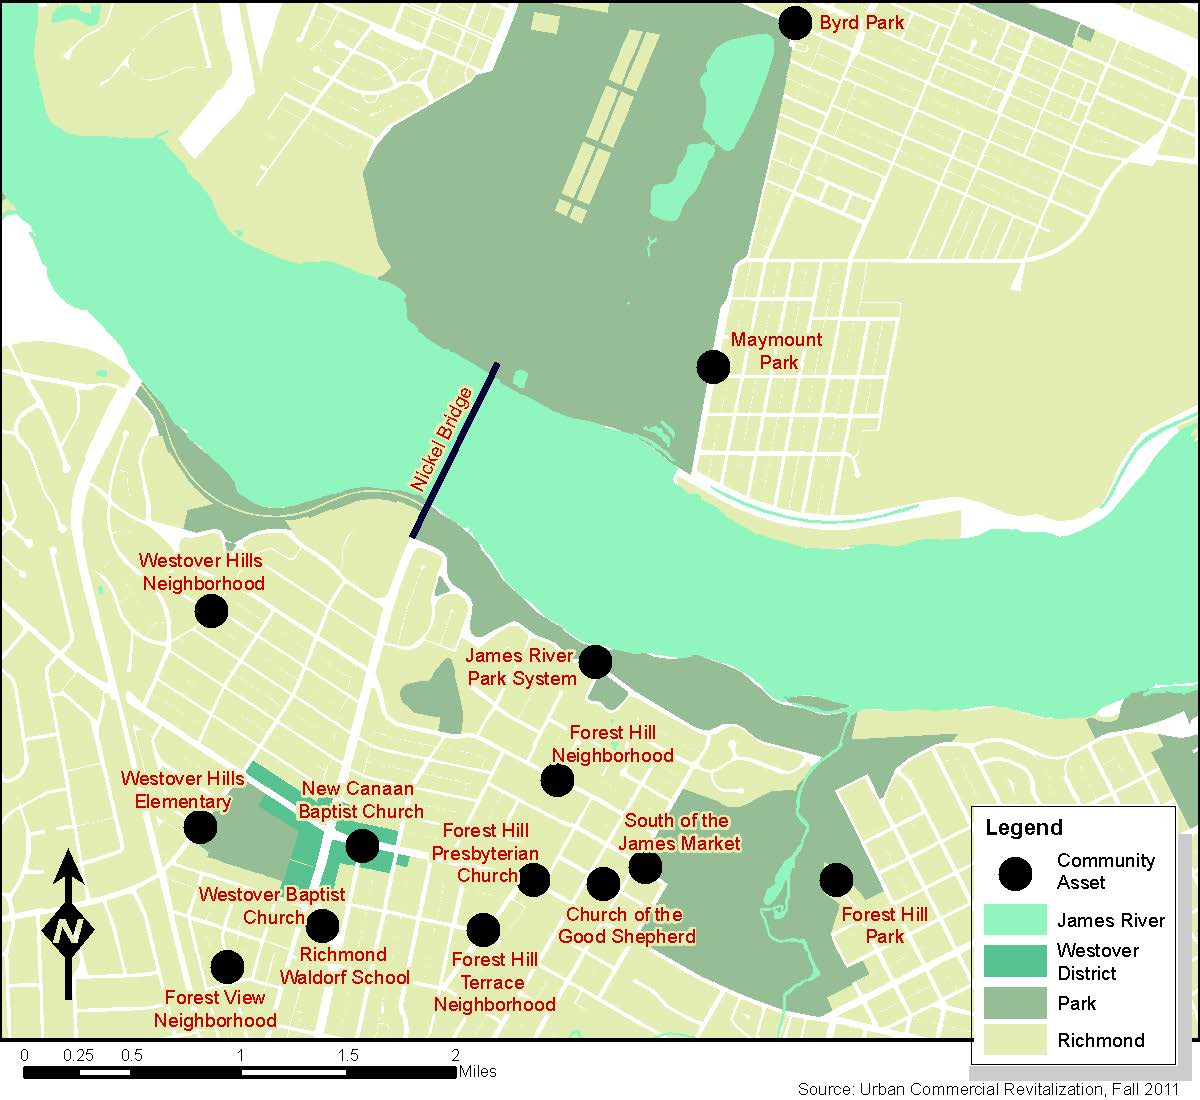 Byrd Park
Maymount
Park
Nickel Bridge
Westover Hills
Neighborhood
James River
Park System
Forest Hill
Neighborhood
Westover Hills
Elementary
New Canaan
Baptist Church
Forest Hill
Presbyterian
Church
South of the
James Market
Westover Baptist
Church
Church of the
Good Shepherd
Forest Hill
Park
Richmond
Waldorf School
Forest Hill
Terrace
Neighborhood
Forest View
Neighborhood
N
Legend
Community
Asset
James River
Westover
District
Park
Richmond
0 0.25 0.5 1 1.5 2
Miles
Source: Urban Commercial Revitalization, Fall 2011